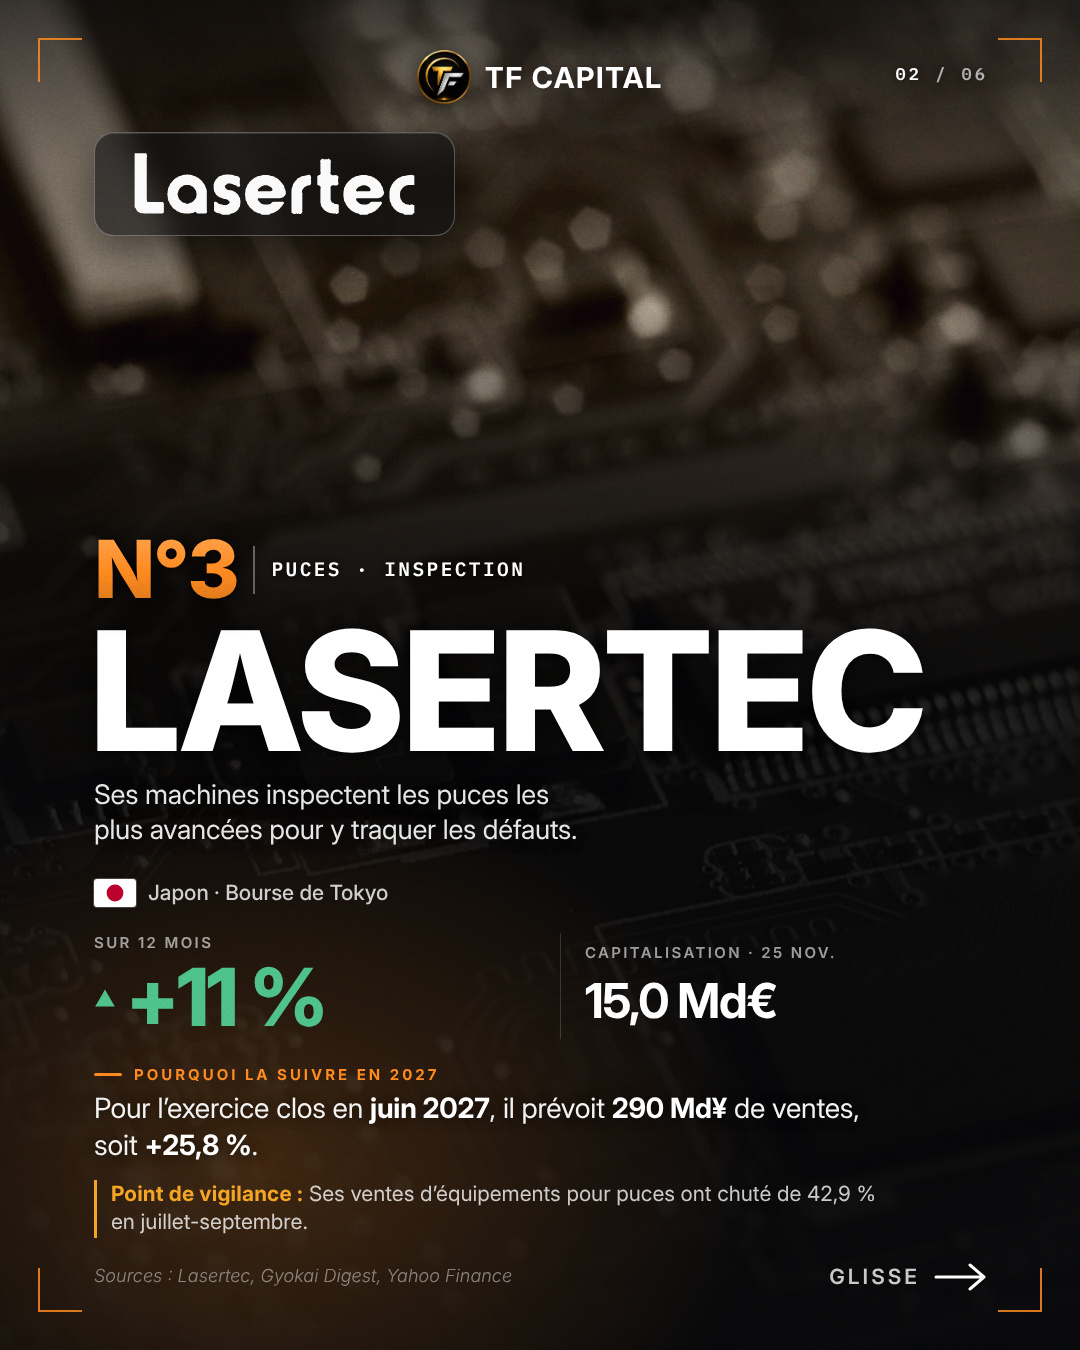 TF CAPITAL
02 / 06
Lasertec
N°3
PUCES · INSPECTION
LASERTEC
Ses machines inspectent les puces les
plus avancées pour y traquer les défauts.
Japon · Bourse de Tokyo
SUR 12 MOIS
+11 %
CAPITALISATION · 25 NOV.
15,0 Md€
POURQUOI LA SUIVRE EN 2027
Pour l’exercice clos en juin 2027, il prévoit 290 Md¥ de ventes,
soit +25,8 %.
Point de vigilance : Ses ventes d’équipements pour puces ont chuté de 42,9 %
en juillet-septembre.
Sources : Lasertec, Gyokai Digest, Yahoo Finance
GLISSE